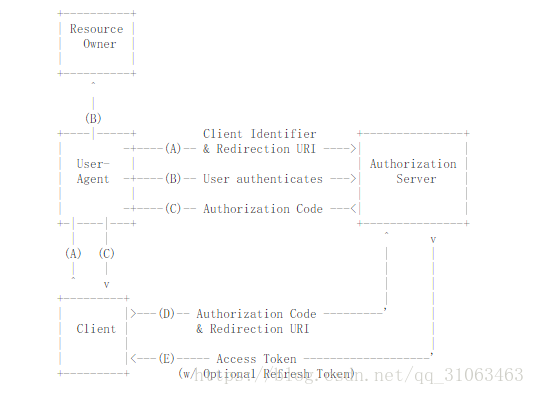 Resource
Owner
(B)
Client Identifier
(A)-- & Redirection URI
User-
Agent
(B)-- User authenticates
Authorization
Server
(C)-- Authorization Code
(A) (C)
v
v
Client
(D)-- Authorization Code
& Redirection URI
(E)----- Access Token
(w/ Optional Refresh Token)
https://blog.csdn.net/qq_31063463